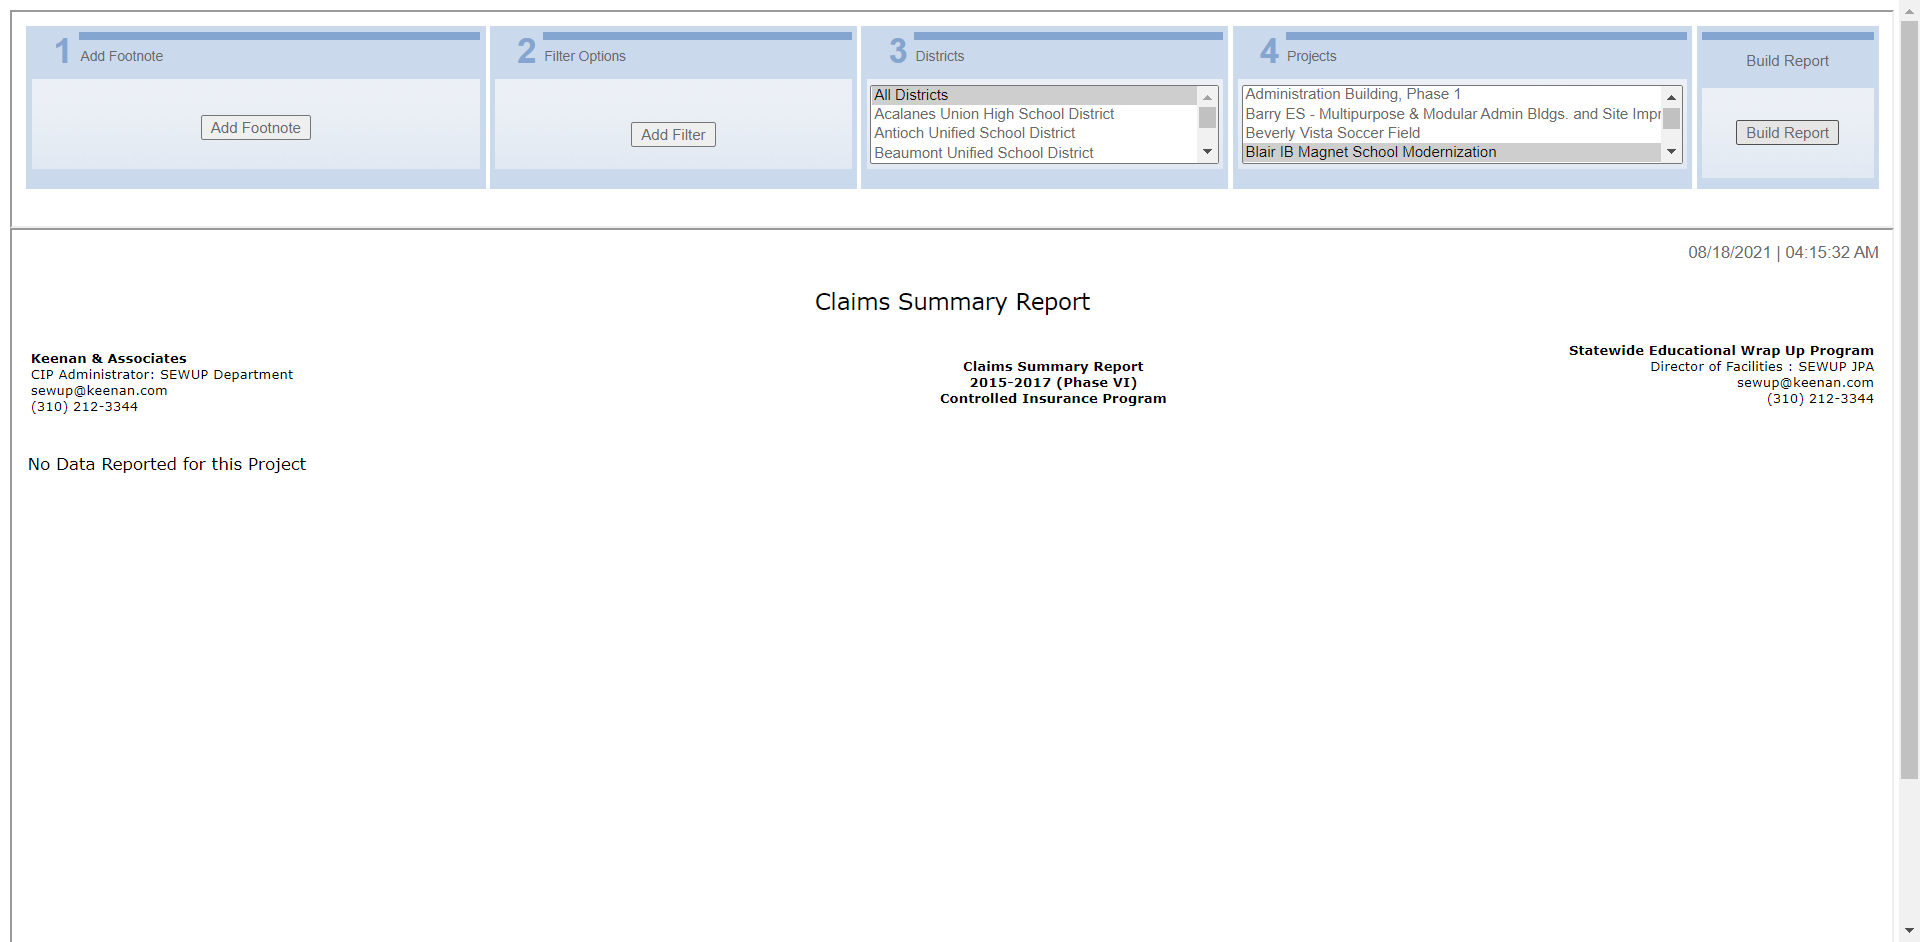 1 Add Footnote
Add Footnote
2 Filter Options
Add Filter
3 Districts
All Districts
Acalanes Union High School District
Antioch Unified School District
Beaumont Unified School District
4 Projects
Administration Building, Phase 1
Barry ES - Multipurpose & Modular Admin Bldgs. and Site Impr
Beverly Vista Soccer Field
Blair IB Magnet School Modernization
Build Report
Build Report
08/18/2021 | 04:15:32 AM
Claims Summary Report
Keenan & Associates
CIP Administrator: SEWUP Department
sewup@keenan.com
(310) 212-3344
Claims Summary Report
2015-2017 (Phase VI)
Controlled Insurance Program
Statewide Educational Wrap Up Program
Director of Facilities : SEWUP JPA
sewup@keenan.com
(310) 212-3344
No Data Reported for this Project